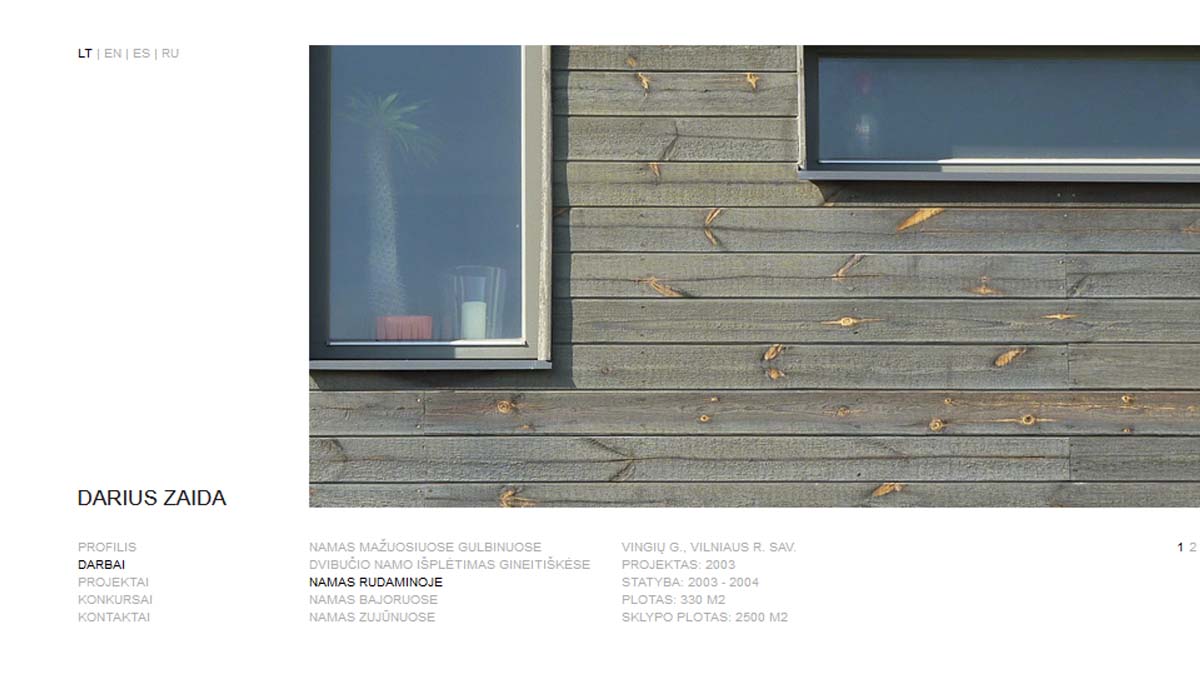 LT | EN | ES | RU
DARIUS ZAIDA
PROFILIS
DARBAI
PROJEKTAI
KONKURSAI
KONTAKTAI
NAMAS MAŽUOSIUOSE GULBINUOSE
DVIBUČIO NAMO IŠPLĖTIMAS GINEITIŠKĖSE
NAMAS RUDAMINOJE
NAMAS BAJORUOSE
NAMAS ZUJŪNUOSE
VINGIŲ G., VILNIAUS R. SAV.
PROJEKTAS: 2003
STATYBA: 2003 - 2004
PLOTAS: 330 M2
SKLYPO PLOTAS: 2500 M2
1 2